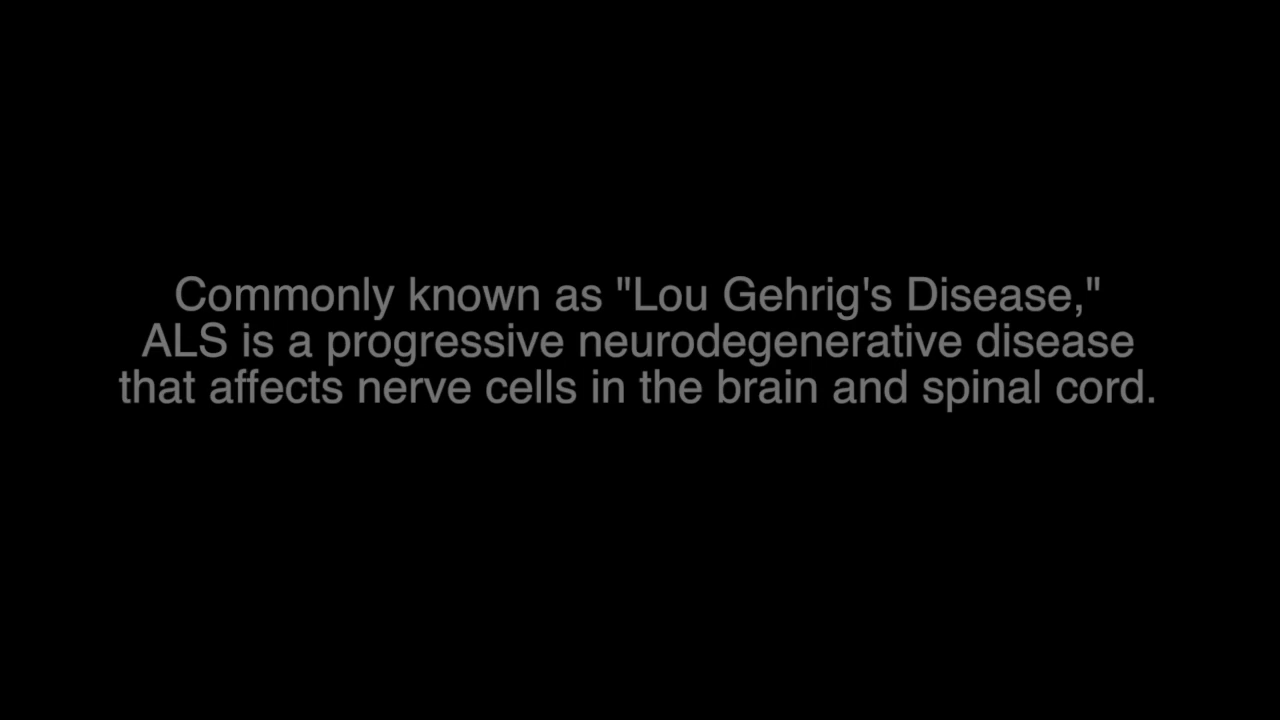 Commonly known as "Lou Gehrig's Disease,"
ALS is a progressive neurodegenerative disease
that affects nerve cells in the brain and spinal cord.